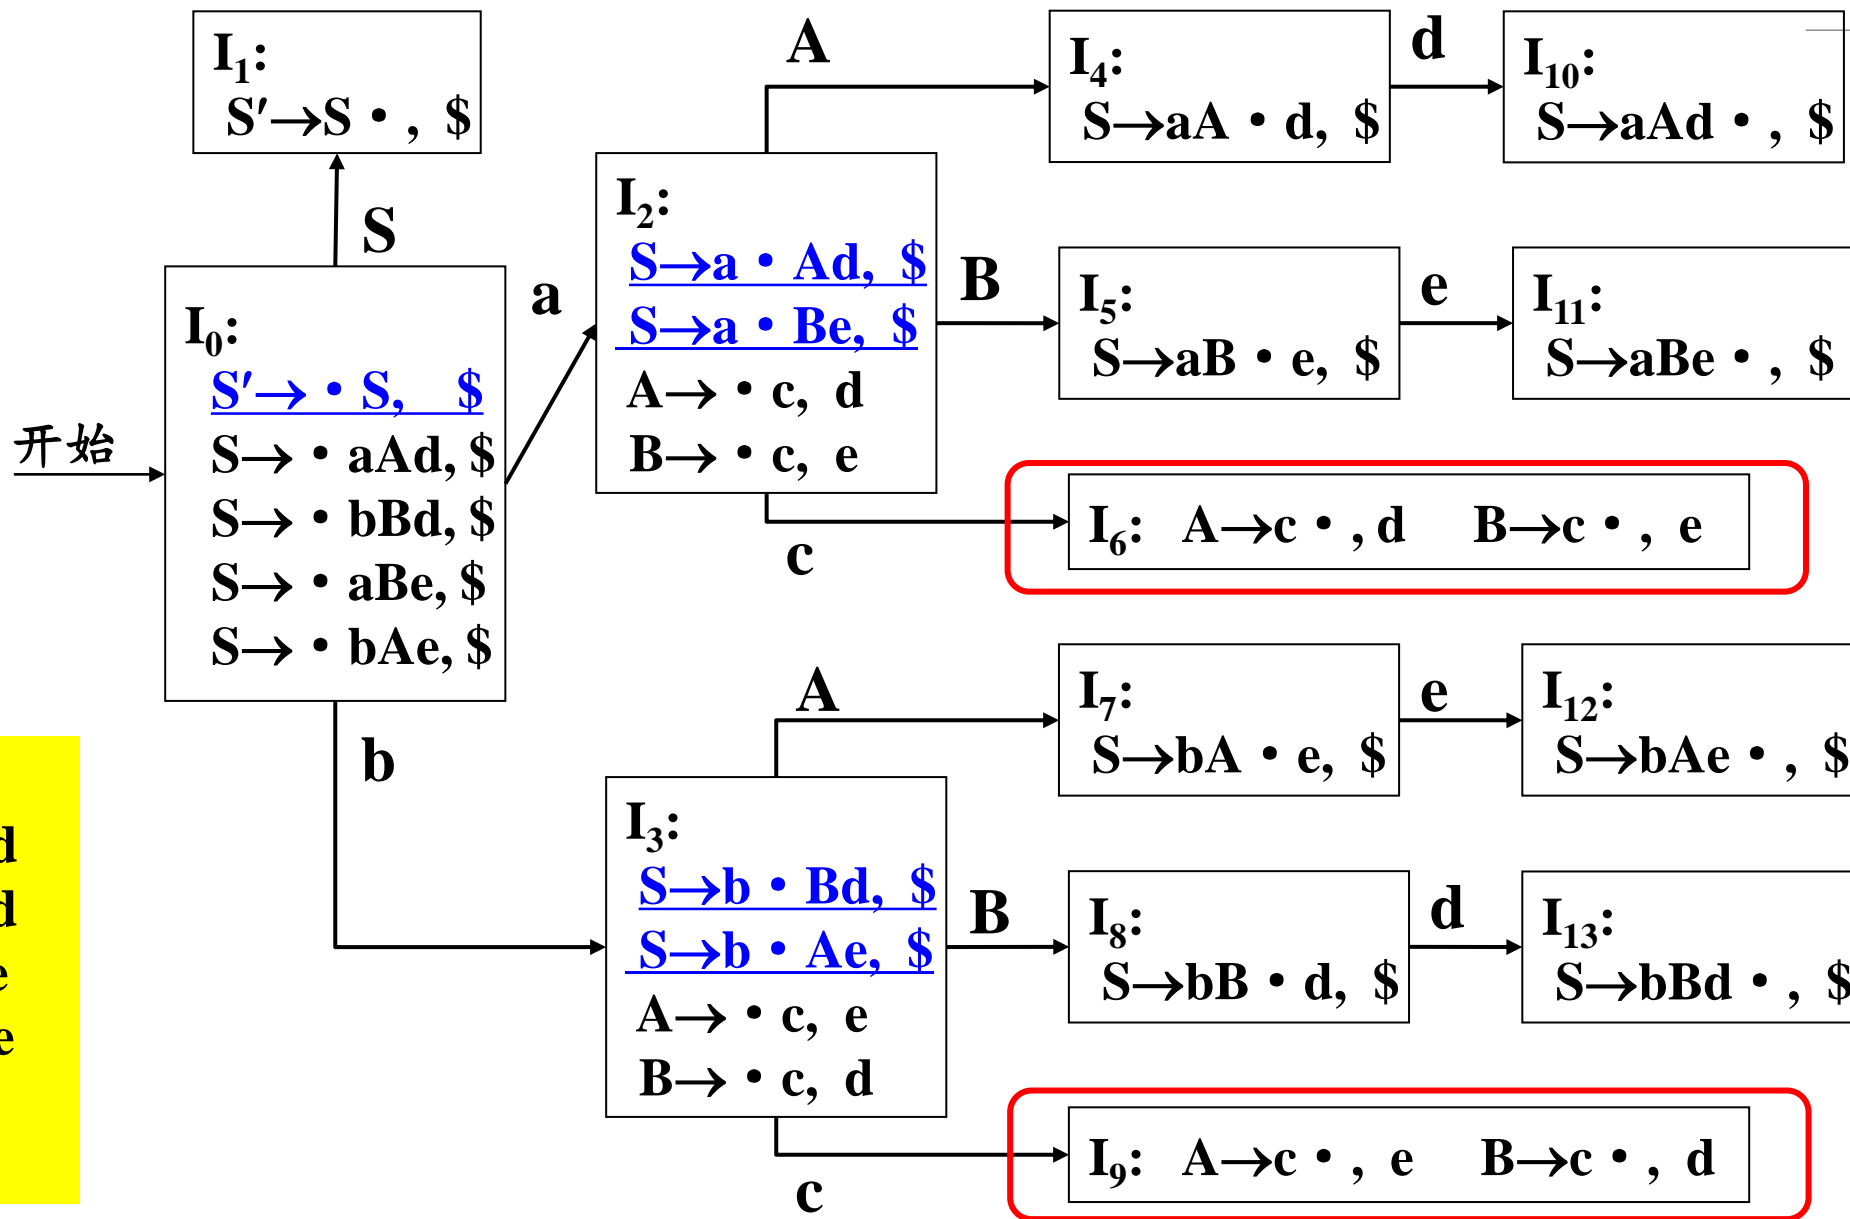 I1:
S′→S・, $
S
开始
I0:
S′→・S, $
S→・aAd, $
S→・bBd, $
S→・aBe, $
S→・bAe, $
a
b
I2:
S→a・Ad, $
S→a・Be, $
A→・c, d
B→・c, e
A
I4:
S→aA・d, $
d
I10:
S→aAd・, $
B
I5:
S→aB・e, $
e
I11:
S→aBe・, $
c
I6: A→c・, d B→c・, e
I3:
S→b・Bd, $
S→b・Ae, $
A→・c, e
B→・c, d
A
I7:
S→bA・e, $
e
I12:
S→bAe・, $
B
I8:
S→bB・d, $
d
I13:
S→bBd・, $
c
I9: A→c・, e B→c・, d
d
d
e
e